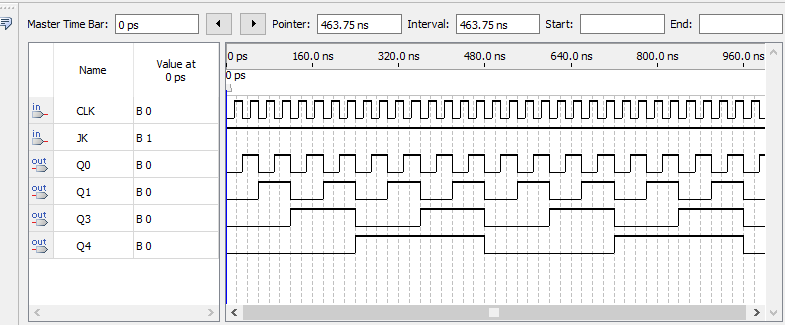 Master Time Bar: 0 ps Pointer: 463.75 ns Interval: 463.75 ns Start: End:
Name Value at 0 ps
0 ps 160.0 ns 320.0 ns 480.0 ns 640.0 ns 800.0 ns 960.0 ns
0 ps
in CLK B 0
in JK B 1
out Q0 B 0
out Q1 B 0
out Q3 B 0
out Q4 B 0